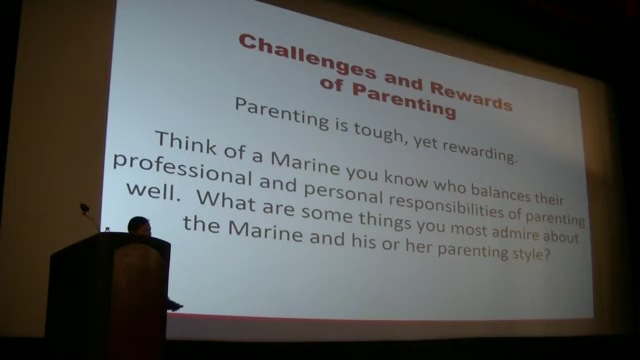 Challenges and Rewards
of Parenting
Parenting is tough, yet rewarding.
Think of a Marine you know who balances their
professional and personal responsibilities of parenting
well. What are some things you most admire about
the Marine and his or her parenting style?